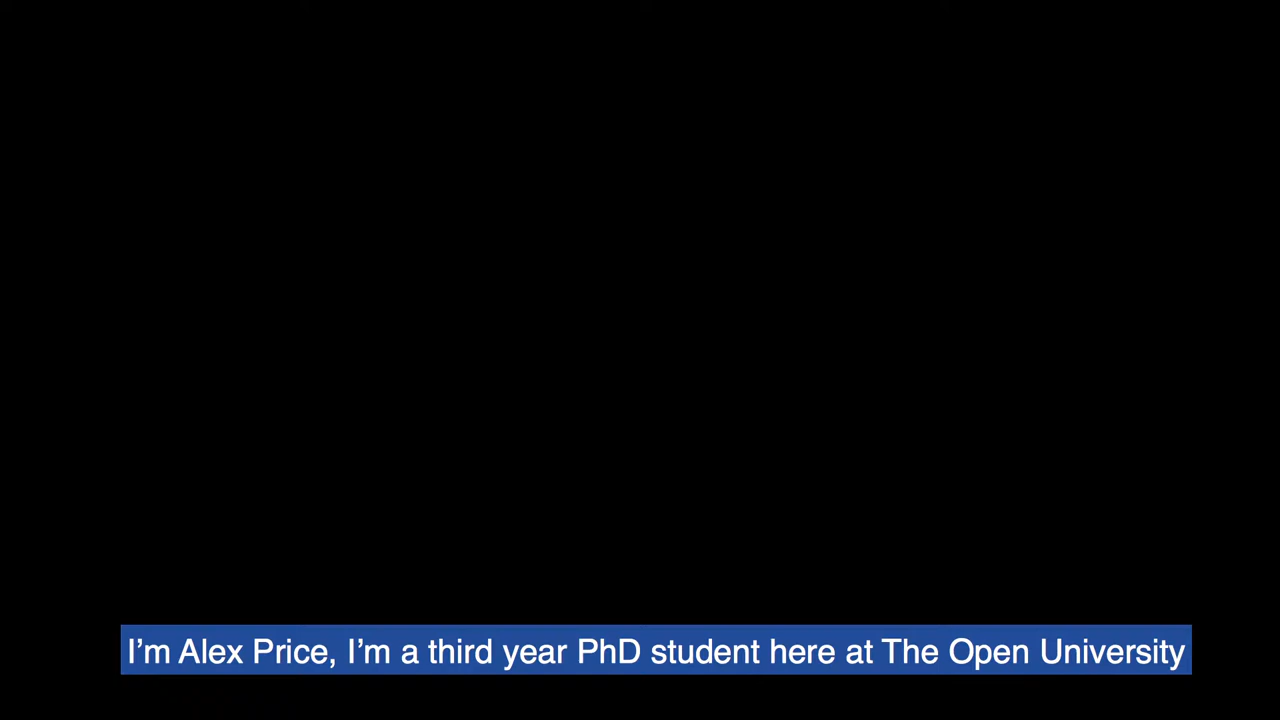 I’m Alex Price, I’m a third year PhD student here at The Open University